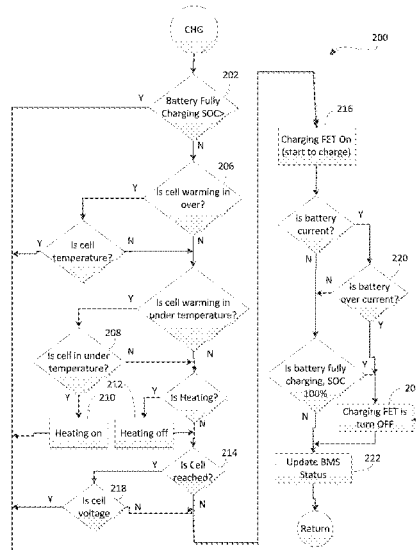 CHG
200
202
Y
Battery Fully
Charging SOC>
N
206
Is cell warming in
over?
Y
N
Is cell
temperature?
Y
N
Is cell warming in
under temperature?
Y
N
208
Is cell in under
temperature?
N
Y
212
210
Is Heating?
Y
N
Heating on
Heating off
214
Is Cell
reached?
Y
N
218
Is cell
voltage
Y
N
216
Charging FET On
(start to charge)
Is battery
current?
Y
N
220
Is battery
over current?
N
Y
Is battery fully
charging, SOC
100%
Y
N
20
Charging FET is
turn OFF
Update BMS
Status
222
Return